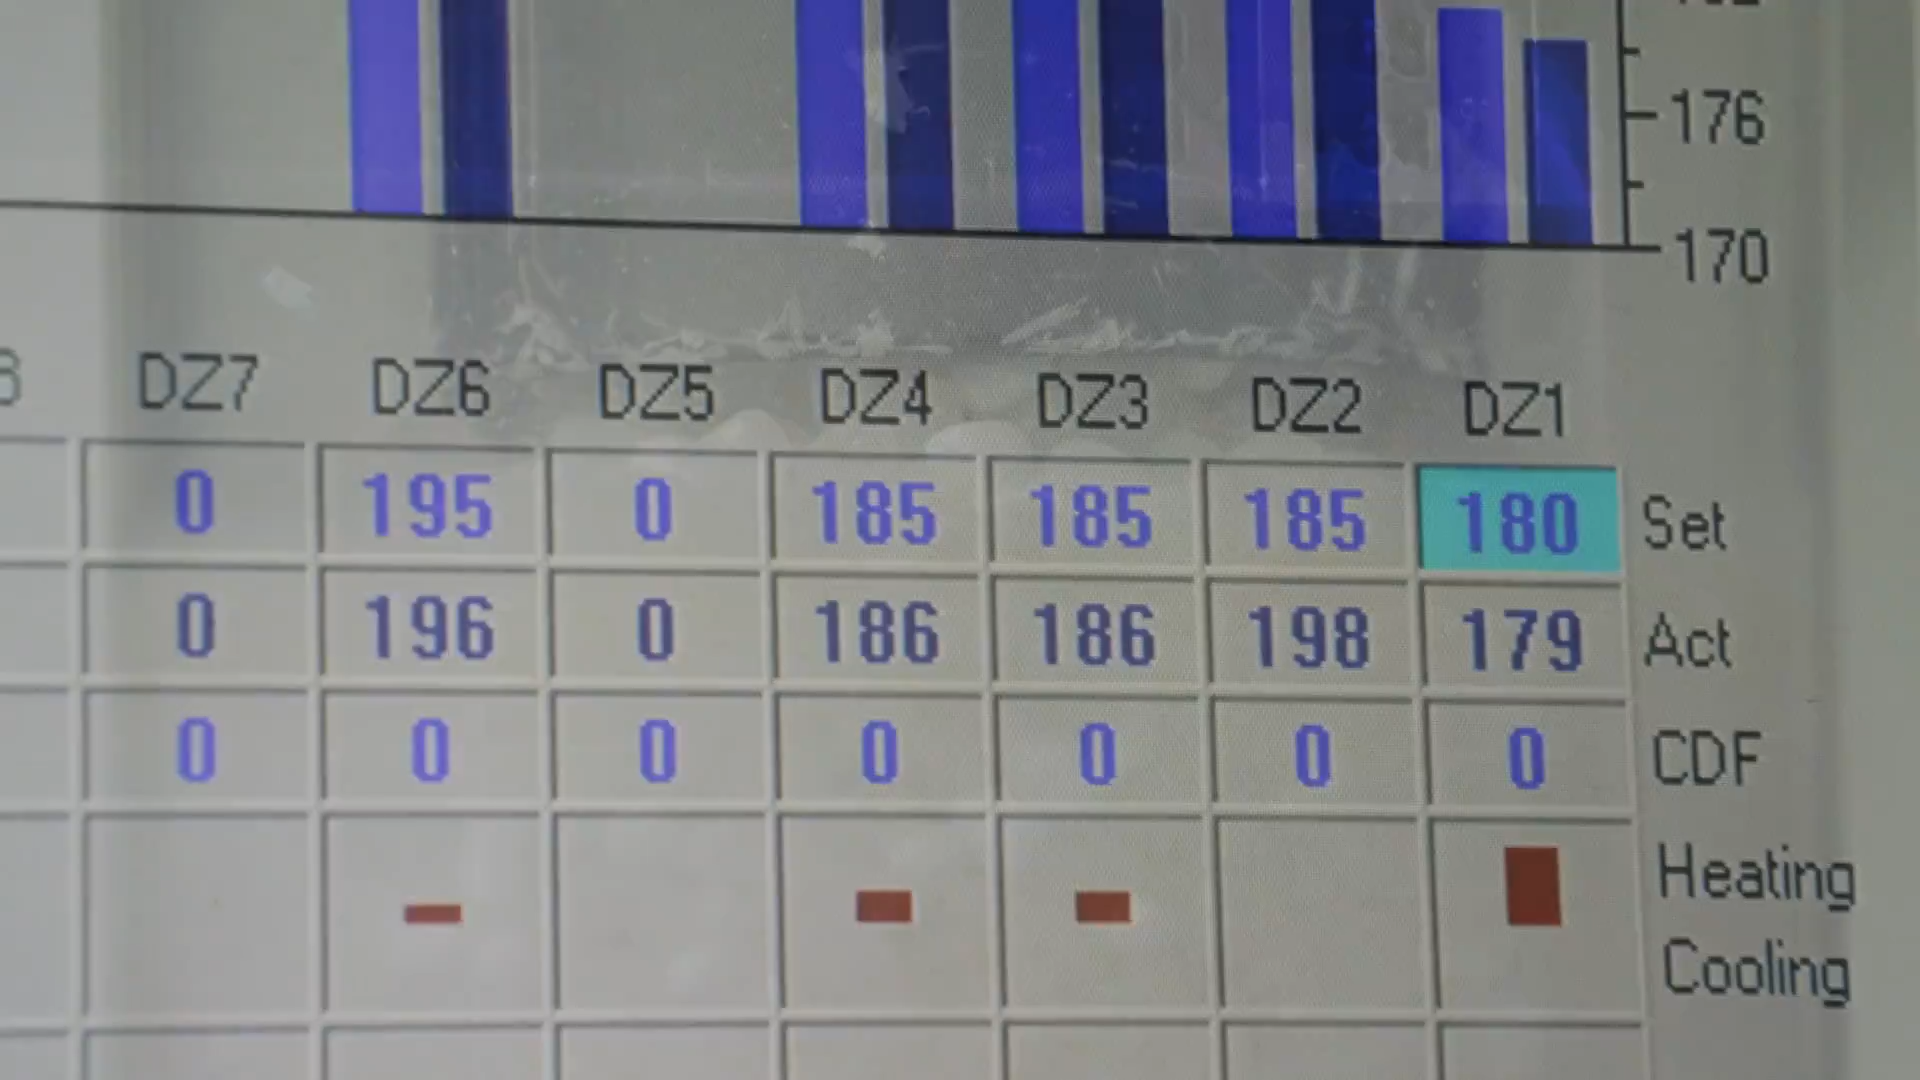 176
170
DZ7 DZ6 DZ5 DZ4 DZ3 DZ2 DZ1
0 195 0 185 185 185 180 Set
0 196 0 186 186 198 179 Act
0 0 0 0 0 0 0 CDF
Heating
Cooling